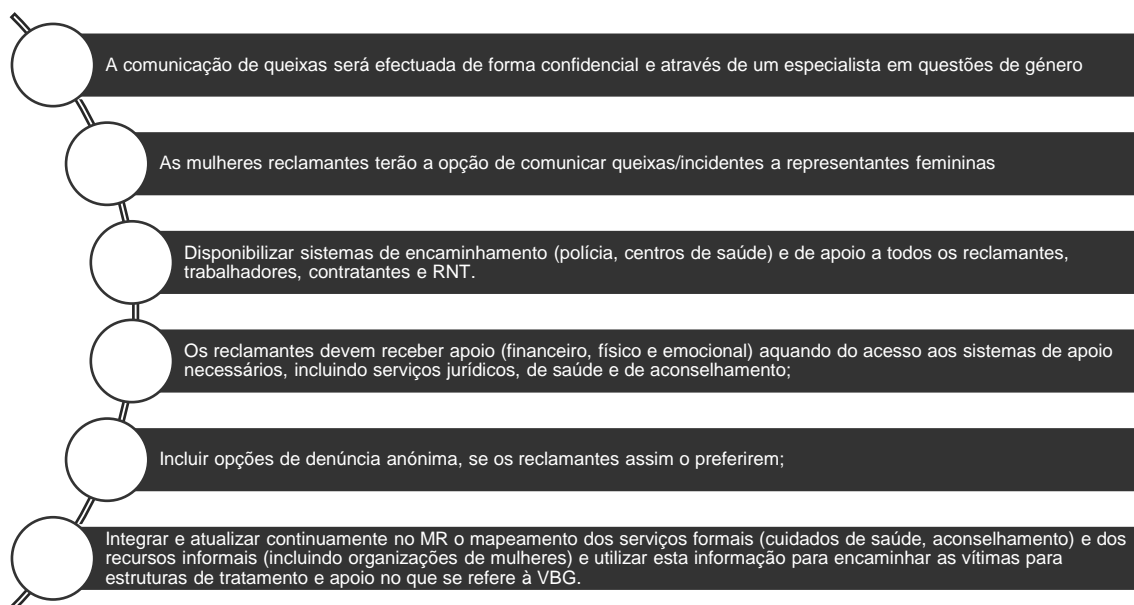 A comunicação de queixas será efectuada de forma confidencial e através de um especialista em questões de género
As mulheres reclamantes terão a opção de comunicar queixas/incidentes a representantes femininas
Disponibilizar sistemas de encaminhamento (polícia, centros de saúde) e de apoio a todos os reclamantes,
trabalhadores, contratantes e RNT.
Os reclamantes devem receber apoio (financeiro, físico e emocional) aquando do acesso aos sistemas de apoio
necessários, incluindo serviços jurídicos, de saúde e de aconselhamento;
Incluir opções de denúncia anónima, se os reclamantes assim o preferirem;
Integrar e atualizar continuamente no MR o mapeamento dos serviços formais (cuidados de saúde, aconselhamento) e dos
recursos informais (incluindo organizações de mulheres) e utilizar esta informação para encaminhar as vítimas para
estruturas de tratamento e apoio no que se refere à VBG.